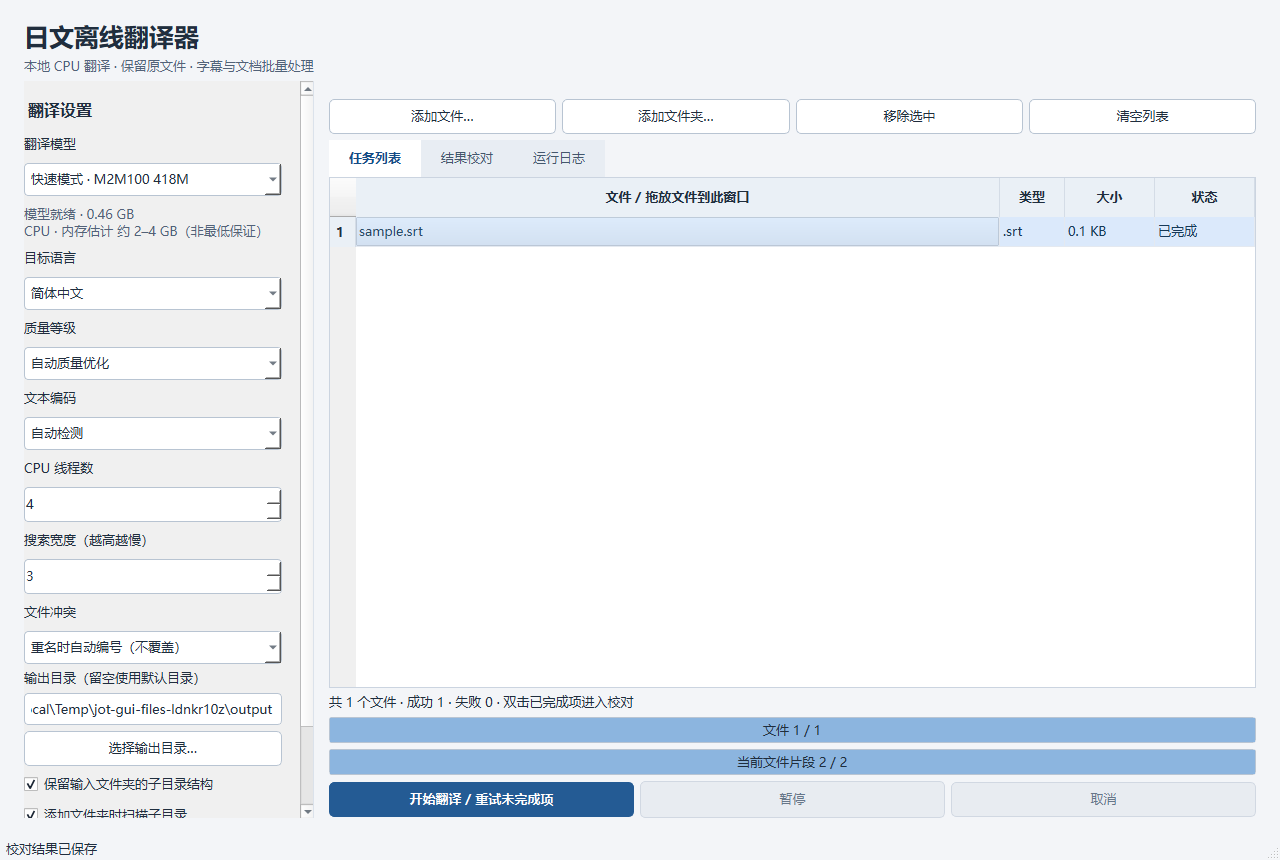 日文离线翻译器
本地 CPU 翻译 · 保留原文件 · 字幕与文档批量处理
翻译设置
翻译模型
快速模式 · M2M100 418M
模型就绪 · 0.46 GB
CPU · 内存估计 约 2–4 GB（非最低保证）
目标语言
简体中文
质量等级
自动质量优化
文本编码
自动检测
CPU 线程数
4
搜索宽度（越高越慢）
3
文件冲突
重名时自动编号（不覆盖）
输出目录（留空使用默认目录）
cal\Temp\jot-gui-files-ldnkr10z\output
选择输出目录...
保留输入文件夹的子目录结构
添加文件夹时扫描子目录
添加文件... 添加文件夹... 移除选中 清空列表
任务列表 结果校对 运行日志
文件 / 拖放文件到此窗口 类型 大小 状态
1 sample.srt .srt 0.1 KB 已完成
共 1 个文件 · 成功 1 · 失败 0 · 双击已完成项进入校对
文件 1 / 1
当前文件片段 2 / 2
开始翻译 / 重试未完成项 暂停 取消
校对结果已保存